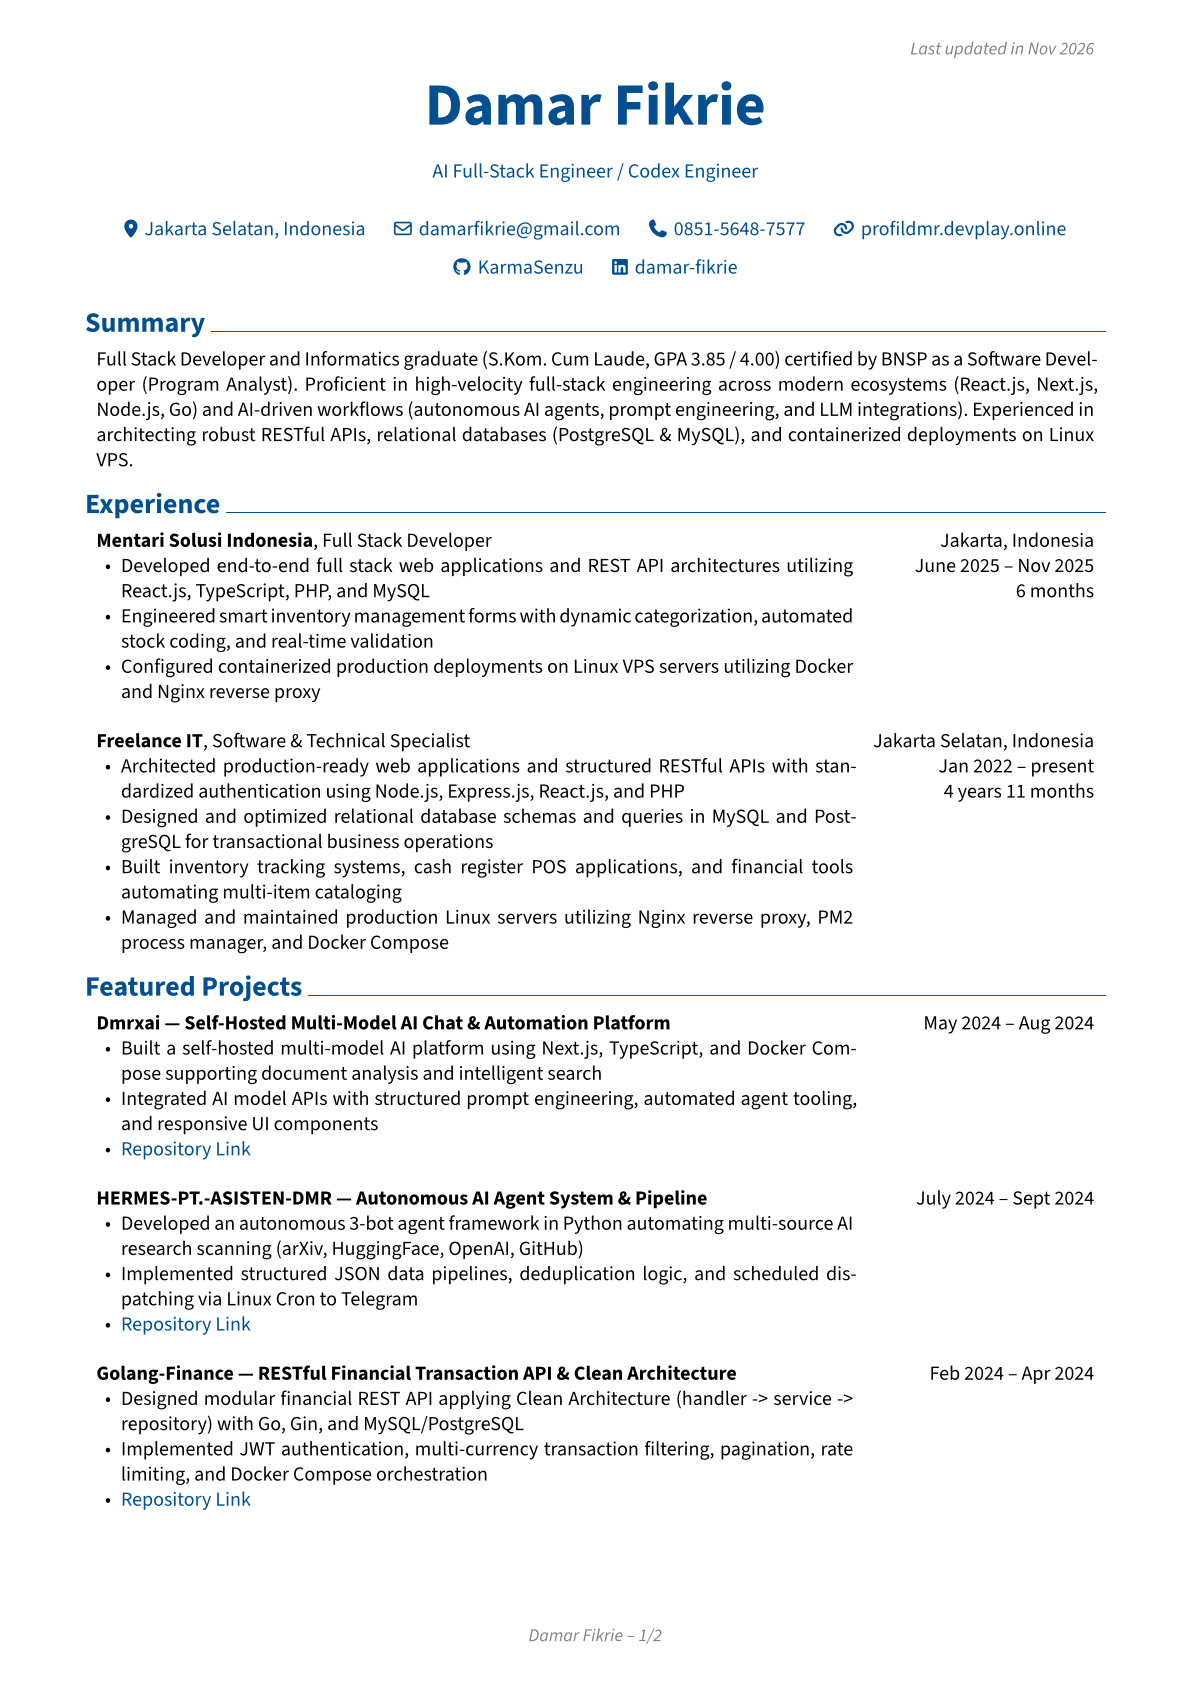 Last updated in Nov 2026
Damar Fikrie
AI Full-Stack Engineer / Codex Engineer
Jakarta Selatan, Indonesia damarfikrie@gmail.com 0851-5648-7577 profildmr.devplay.online
KarmaSenzu damar-fikrie
Summary
Full Stack Developer and Informatics graduate (S.Kom. Cum Laude, GPA 3.85 / 4.00) certified by BNSP as a Software Devel-
oper (Program Analyst). Proficient in high-velocity full-stack engineering across modern ecosystems (React.js, Next.js,
Node.js, Go) and AI-driven workflows (autonomous AI agents, prompt engineering, and LLM integrations). Experienced in
architecting robust RESTful APIs, relational databases (PostgreSQL & MySQL), and containerized deployments on Linux
VPS.
Experience
Mentari Solusi Indonesia, Full Stack Developer Jakarta, Indonesia
• Developed end-to-end full stack web applications and REST API architectures utilizing June 2025 – Nov 2025
React.js, TypeScript, PHP, and MySQL 6 months
• Engineered smart inventory management forms with dynamic categorization, automated
stock coding, and real-time validation
• Configured containerized production deployments on Linux VPS servers utilizing Docker
and Nginx reverse proxy
Freelance IT, Software & Technical Specialist Jakarta Selatan, Indonesia
• Architected production-ready web applications and structured RESTful APIs with stan- Jan 2022 – present
dardized authentication using Node.js, Express.js, React.js, and PHP 4 years 11 months
• Designed and optimized relational database schemas and queries in MySQL and Post-
greSQL for transactional business operations
• Built inventory tracking systems, cash register POS applications, and financial tools
automating multi-item cataloging
• Managed and maintained production Linux servers utilizing Nginx reverse proxy, PM2
process manager, and Docker Compose
Featured Projects
Dmrxai — Self-Hosted Multi-Model AI Chat & Automation Platform May 2024 – Aug 2024
• Built a self-hosted multi-model AI platform using Next.js, TypeScript, and Docker Com-
pose supporting document analysis and intelligent search
• Integrated AI model APIs with structured prompt engineering, automated agent tooling,
and responsive UI components
• Repository Link
HERMES-PT.-ASISTEN-DMR — Autonomous AI Agent System & Pipeline July 2024 – Sept 2024
• Developed an autonomous 3-bot agent framework in Python automating multi-source AI
research scanning (arXiv, HuggingFace, OpenAI, GitHub)
• Implemented structured JSON data pipelines, deduplication logic, and scheduled dis-
patching via Linux Cron to Telegram
• Repository Link
Golang-Finance — RESTful Financial Transaction API & Clean Architecture Feb 2024 – Apr 2024
• Designed modular financial REST API applying Clean Architecture (handler -> service ->
repository) with Go, Gin, and MySQL/PostgreSQL
• Implemented JWT authentication, multi-currency transaction filtering, pagination, rate
limiting, and Docker Compose orchestration
• Repository Link
Damar Fikrie – 1/2